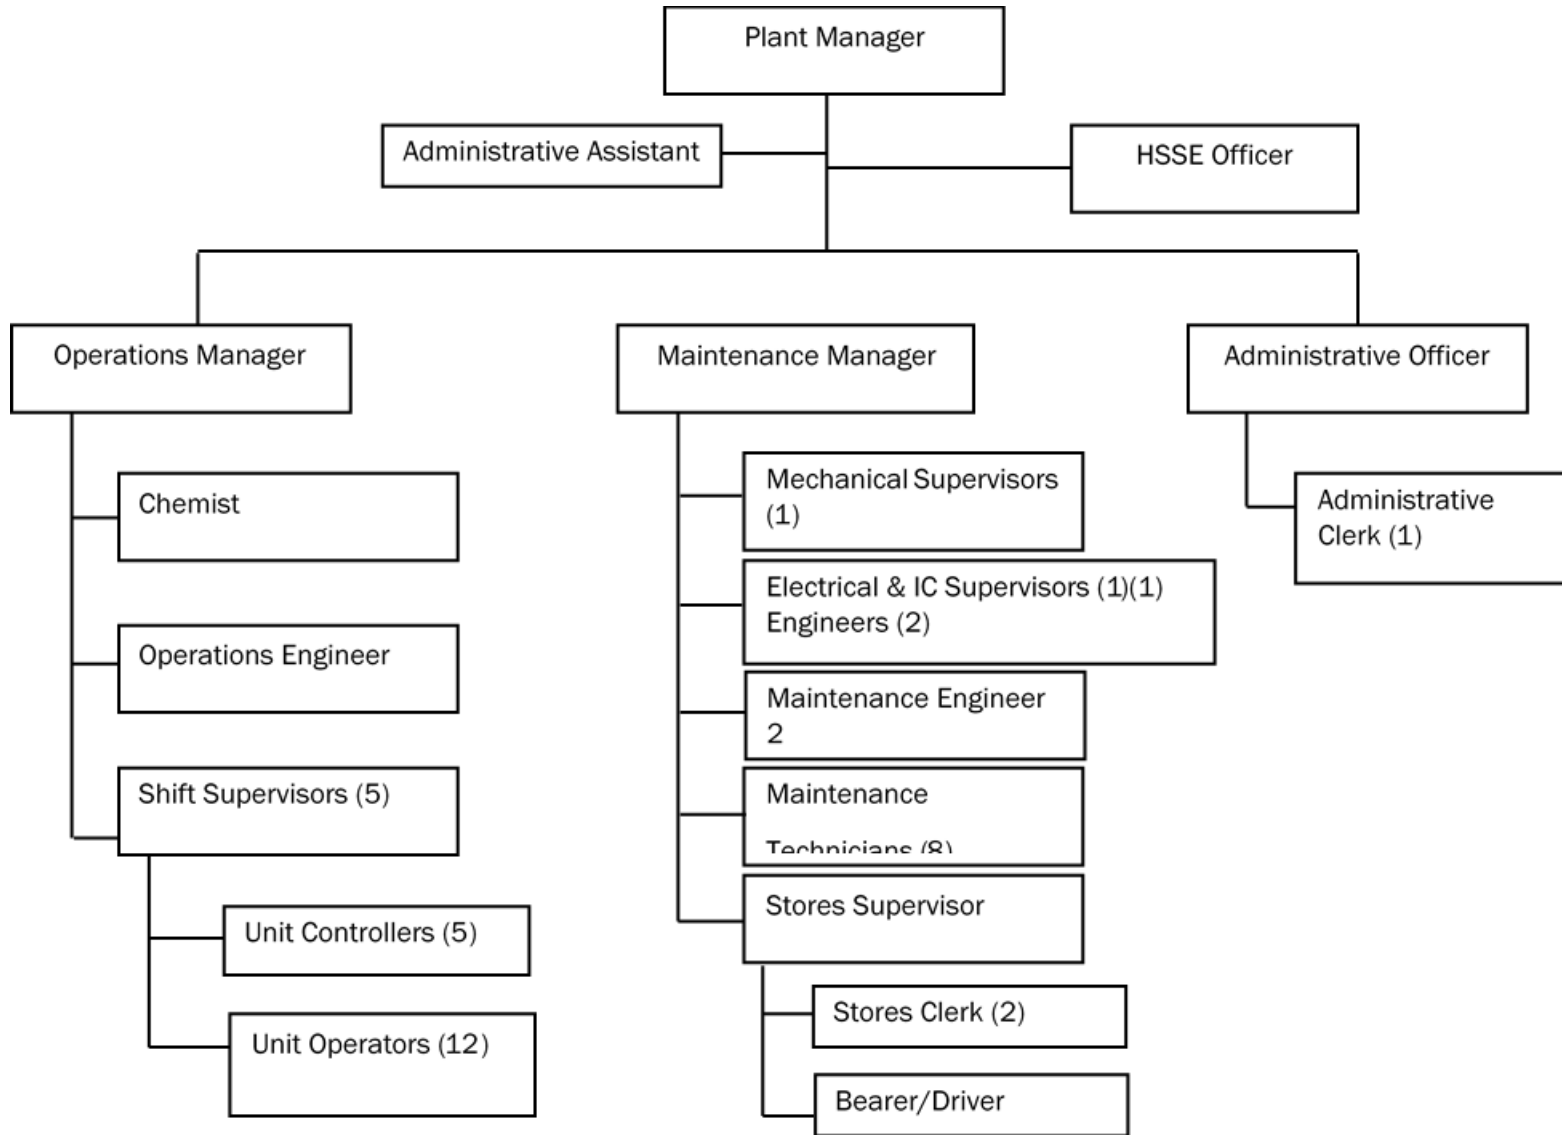 Plant Manager
Administrative Assistant
HSSE Officer
Operations Manager
Maintenance Manager
Administrative Officer
Chemist
Operations Engineer
Shift Supervisors (5)
Unit Controllers (5)
Unit Operators (12)
Mechanical Supervisors
(1)
Electrical & IC Supervisors (1)(1)
Engineers (2)
Maintenance Engineer
2
Maintenance
Technicians (8)
Stores Supervisor
Stores Clerk (2)
Bearer/Driver
Administrative
Clerk (1)